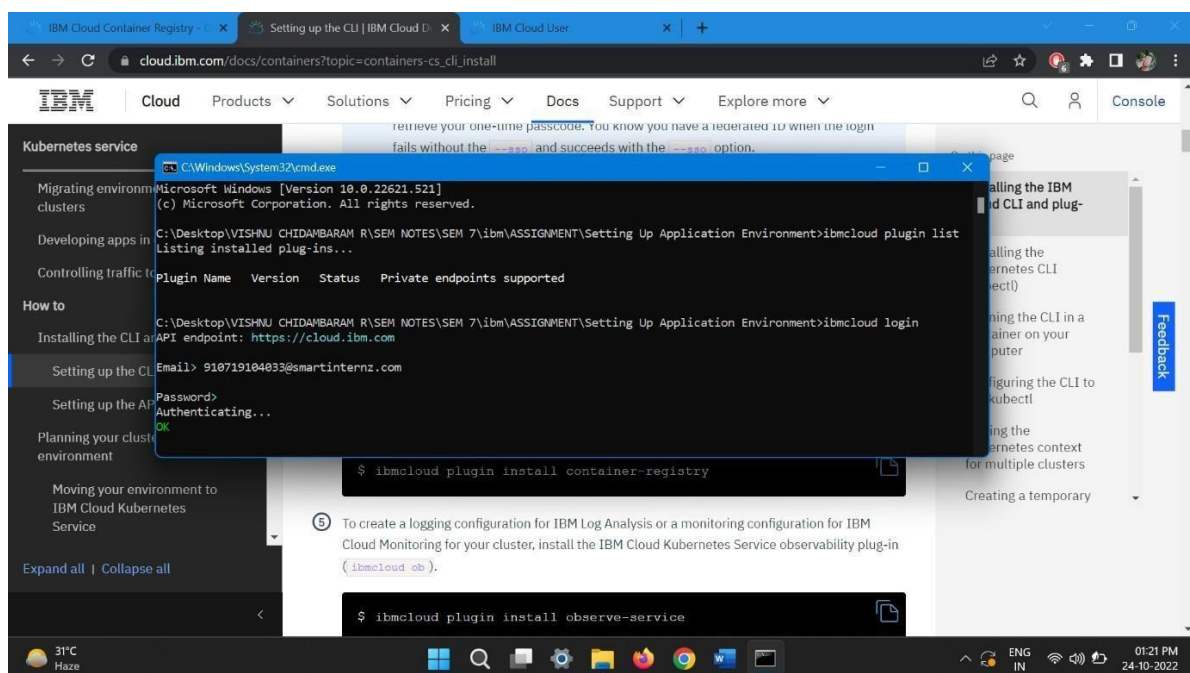 IBM Cloud Container Registry - C
Setting up the CLI | IBM Cloud D
IBM Cloud User
cloud.ibm.com/docs/containers?topic=containers-cs_cli_install
6
IBM Cloud Products Solutions Pricing Docs Support Explore more Console
Kubernetes service
Migrating environm
clusters
Developing apps in
Controlling traffic to
How to
Installing the CLI an
Setting up the CL
Setting up the AP
Planning your cluste
environment
Moving your environment to
IBM Cloud Kubernetes
Service
Expand all | Collapse all
retrieve your one-time passcode. You know you have a federated ID when the login
fails without the --sso and succeeds with the --sso option.
C:\Windows\System32\cmd.exe
Microsoft Windows [Version 10.0.22621.521]
(c) Microsoft Corporation. All rights reserved.
C:\Desktop\VISHNU CHIDAMBARAM R\SEM NOTES\SEM 7\ibm\ASSIGNMENT\Setting Up Application Environment>ibmcloud plugin list
Listing installed plug-ins...
Plugin Name Version Status Private endpoints supported
C:\Desktop\VISHNU CHIDAMBARAM R\SEM NOTES\SEM 7\ibm\ASSIGNMENT\Setting Up Application Environment>ibmcloud login
API endpoint: https://cloud.ibm.com
Email> 910719104033@smartinternz.com
Password>
Authenticating...
OK
$ ibmcloud plugin install container-registry
5 To create a logging configuration for IBM Log Analysis or a monitoring configuration for IBM
Cloud Monitoring for your cluster, install the IBM Cloud Kubernetes Service observability plug-in
( ibmcloud ob ).
$ ibmcloud plugin install observe-service
page
alling the IBM
d CLI and plug-
alling the
ernetes CLI
ectl)
ning the CLI in a
ainer on your
puter
figuring the CLI to
kubectl
ing the
ernetes context
for multiple clusters
Creating a temporary
Feedback
31°C
Haze
ENG
IN
01:21 PM
24-10-2022